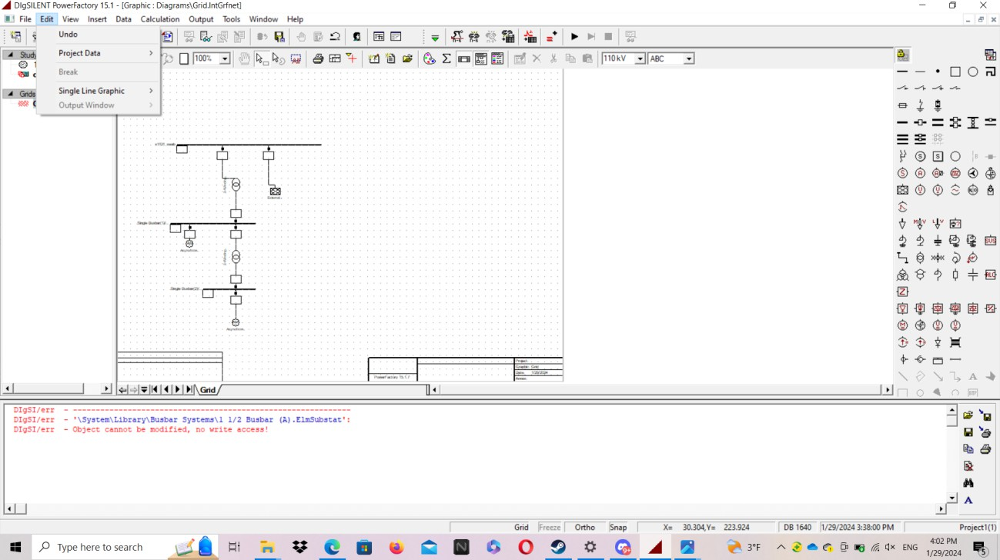 DIgSILENT PowerFactory 15.1 - [Graphic : Diagrams\Grid.IntGrfnet]
File Edit View Insert Data Calculation Output Tools Window Help
Undo
Project Data
Break
Single Line Graphic
Output Window
Study
Grids
100%
110 kV
ABC
Single Busbar(1)/..
External..
Single Busbar(2)/..
PowerFactory 15.1.7
Project:
Graphic: Grid
Date: 1/29/2024
Annex:
Grid
DIgSI/err - ----------------------------------------------------------
DIgSI/err - '\System\Library\Busbar Systems\1 1/2 Busbar (A).ElmSubstat':
DIgSI/err - Object cannot be modified, no write access!
Grid Freeze Ortho Snap X= 30.304,Y= 223.924 DB 1640 1/29/2024 3:38:00 PM Project1(1)
Type here to search
3°F
ENG
4:02 PM
1/29/2024
5